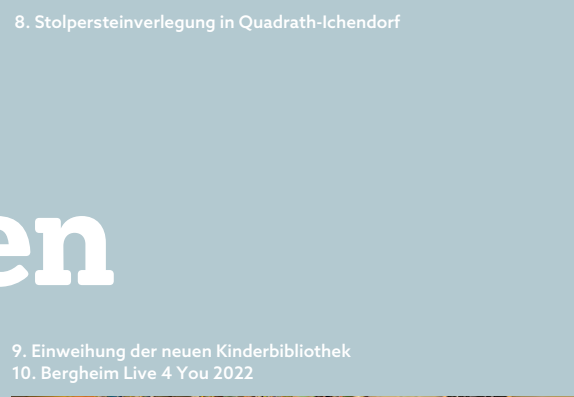 8. Stolpersteinverlegung in Quadrath-Ichendorf
en
9. Einweihung der neuen Kinderbibliothek
10. Bergheim Live 4 You 2022